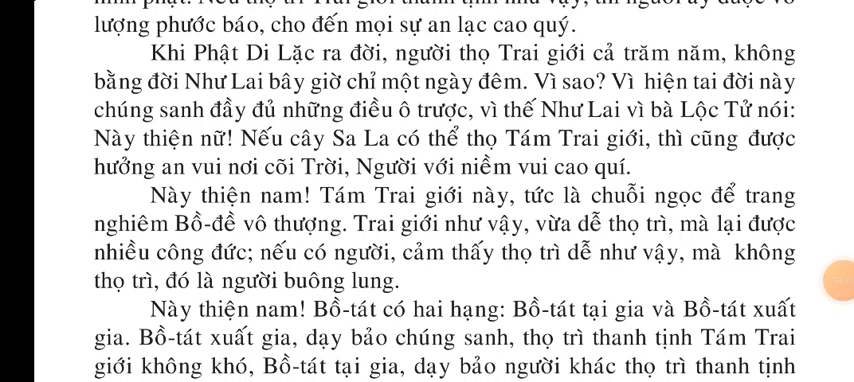 lượng phước báo, cho đến mọi sự an lạc cao quý.
Khi Phật Di Lặc ra đời, người thọ Trai giới cả trăm năm, không
bằng đời Như Lai bây giờ chỉ một ngày đêm. Vì sao? Vì hiện tai đời này
chúng sanh đầy đủ những điều ô trược, vì thế Như Lai vì bà Lộc Tử nói:
Này thiện nữ! Nếu cây Sa La có thể thọ Tám Trai giới, thì cũng được
hưởng an vui nơi cõi Trời, Người với niềm vui cao quí.
Này thiện nam! Tám Trai giới này, tức là chuỗi ngọc để trang
nghiêm Bồ-đề vô thượng. Trai giới như vậy, vừa dễ thọ trì, mà lại được
nhiều công đức; nếu có người, cảm thấy thọ trì dễ như vậy, mà không
thọ trì, đó là người buông lung.
Này thiện nam! Bồ-tát có hai hạng: Bồ-tát tại gia và Bồ-tát xuất
gia. Bồ-tát xuất gia, dạy bảo chúng sanh, thọ trì thanh tịnh Tám Trai
giới không khó, Bồ-tát tại gia, dạy bảo người khác thọ trì thanh tịnh